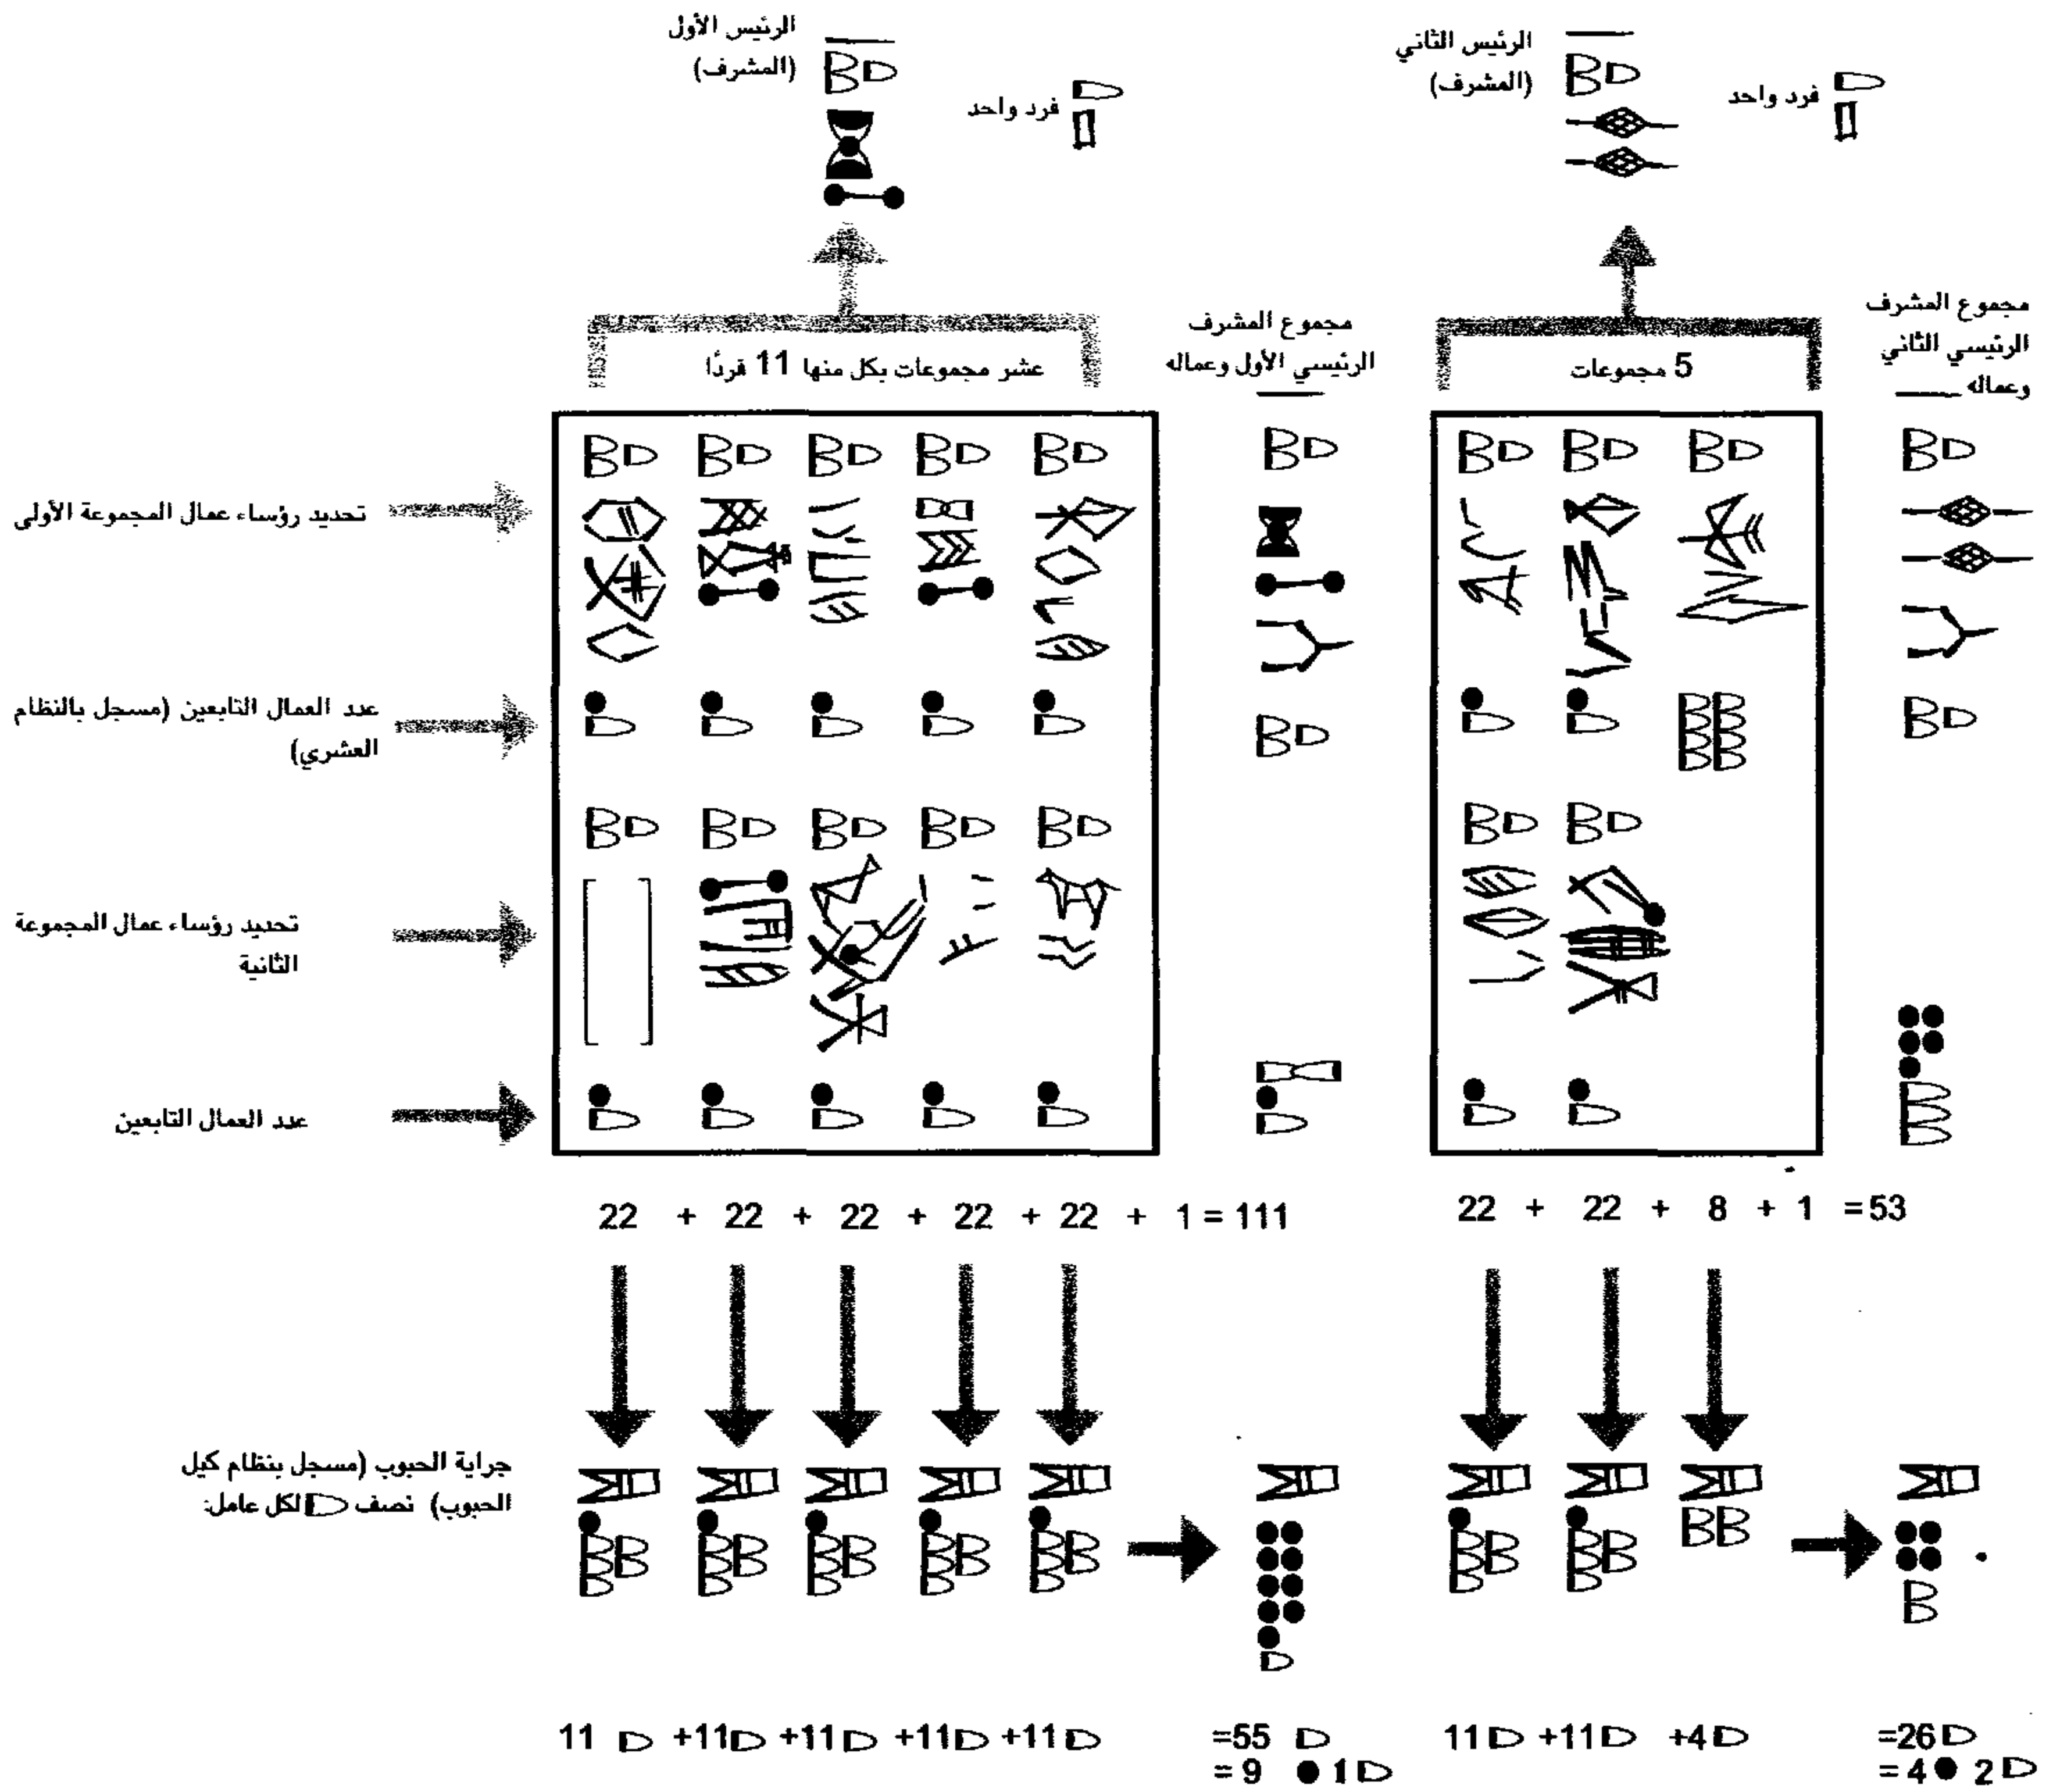 الرئيس الأول
(المشرف)
فرد واحد
الرئيس الثاني
(المشرف)
فرد واحد
مجموع المشرف
الرئيسي الأول وعماله
مجموع المشرف
الرئيسي الثاني
وعماله
عشر مجموعات بكل منها 11 فردًا
5 مجموعات
تحديد رؤساء عمال المجموعة الأولى
عدد العمال التابعين (مسجل بالنظام
العشري)
تحديد رؤساء عمال المجموعة
الثانية
عدد العمال التابعين
22 + 22 + 22 + 22 + 22 + 1 = 111
22 + 22 + 8 + 1 = 53
جراية الحبوب (مسجل بنظام كيل
الحبوب) نصف لكل عامل:
11 +11 +11 +11 +11 =55
= 9 1
11 +11 +4 =26
= 4 2